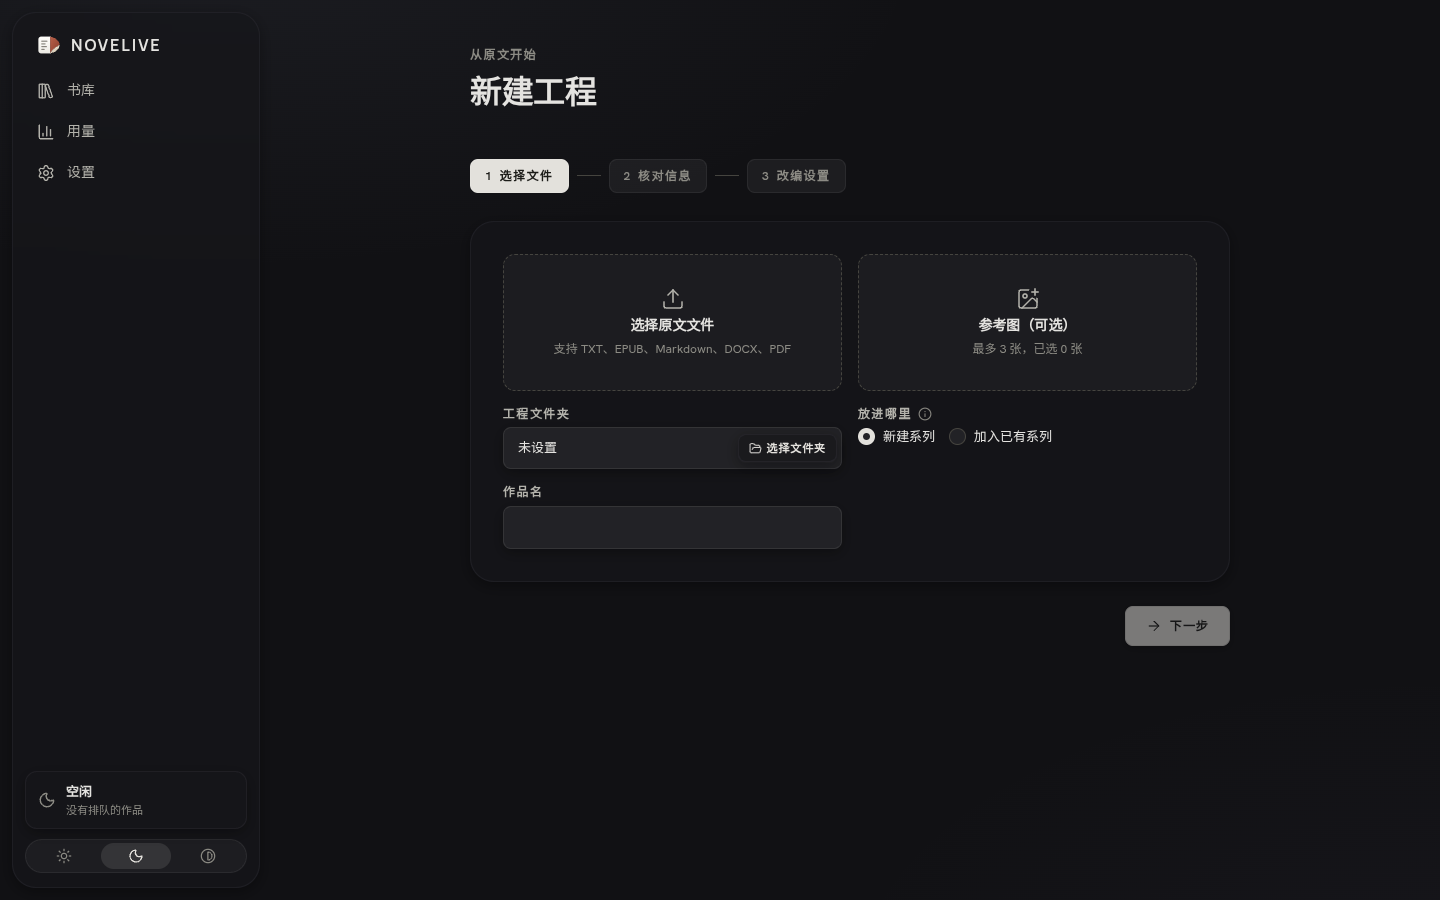 NOVELIVE
书库
用量
设置
空闲
没有排队的作品
从原文开始
新建工程
1 选择文件
2 核对信息
3 改编设置
选择原文文件
支持 TXT、EPUB、Markdown、DOCX、PDF
参考图（可选）
最多 3 张，已选 0 张
工程文件夹
未设置
选择文件夹
放进哪里
新建系列
加入已有系列
作品名
下一步